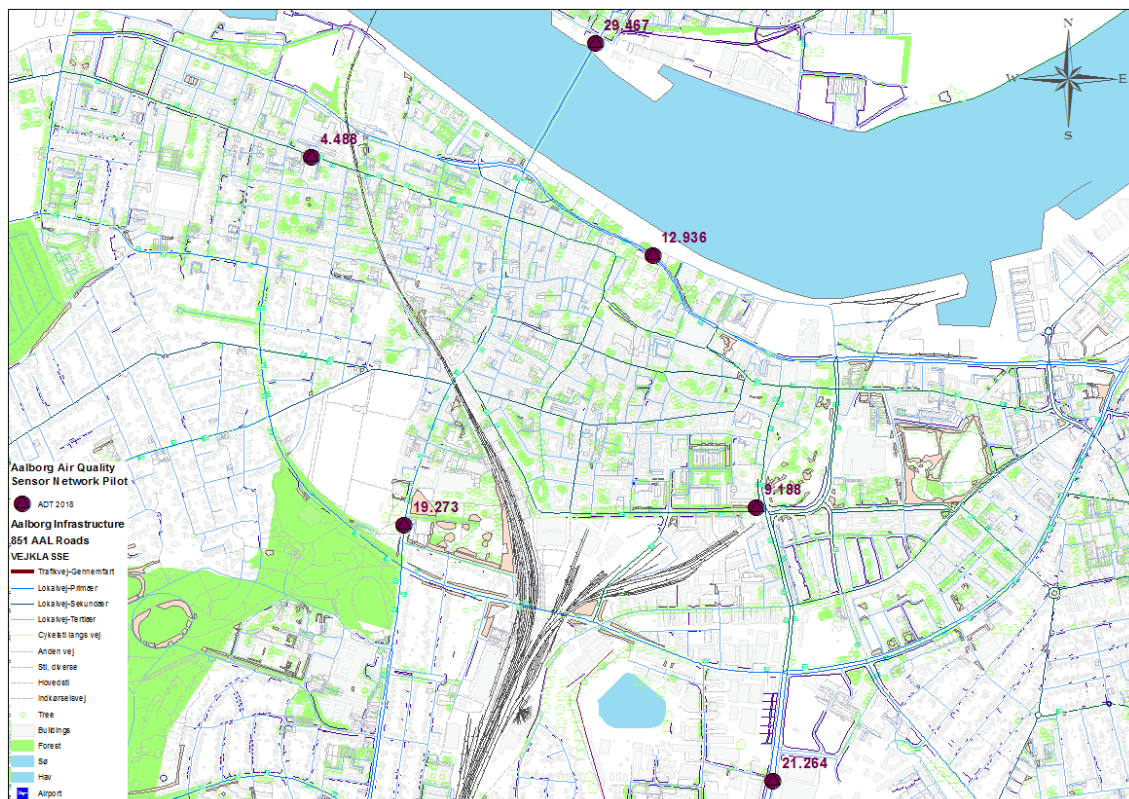 29.467
N
W
E
S
4.488
12.936
9.188
19.273
21.264
Aalborg Air Quality
Sensor Network Pilot
ADT 2018
Aalborg Infrastructure
851 AAL Roads
VEJKLASSE
Trafikvej-Gennemfart
Lokalvej-Primær
Lokalvej-Sekundær
Lokalvej-Tertiær
Cykelsti langs vej
Anden vej
Sti, diverse
Hovedsti
Indkørselsvej
Tree
Buildings
Forest
Sø
Hav
Airport